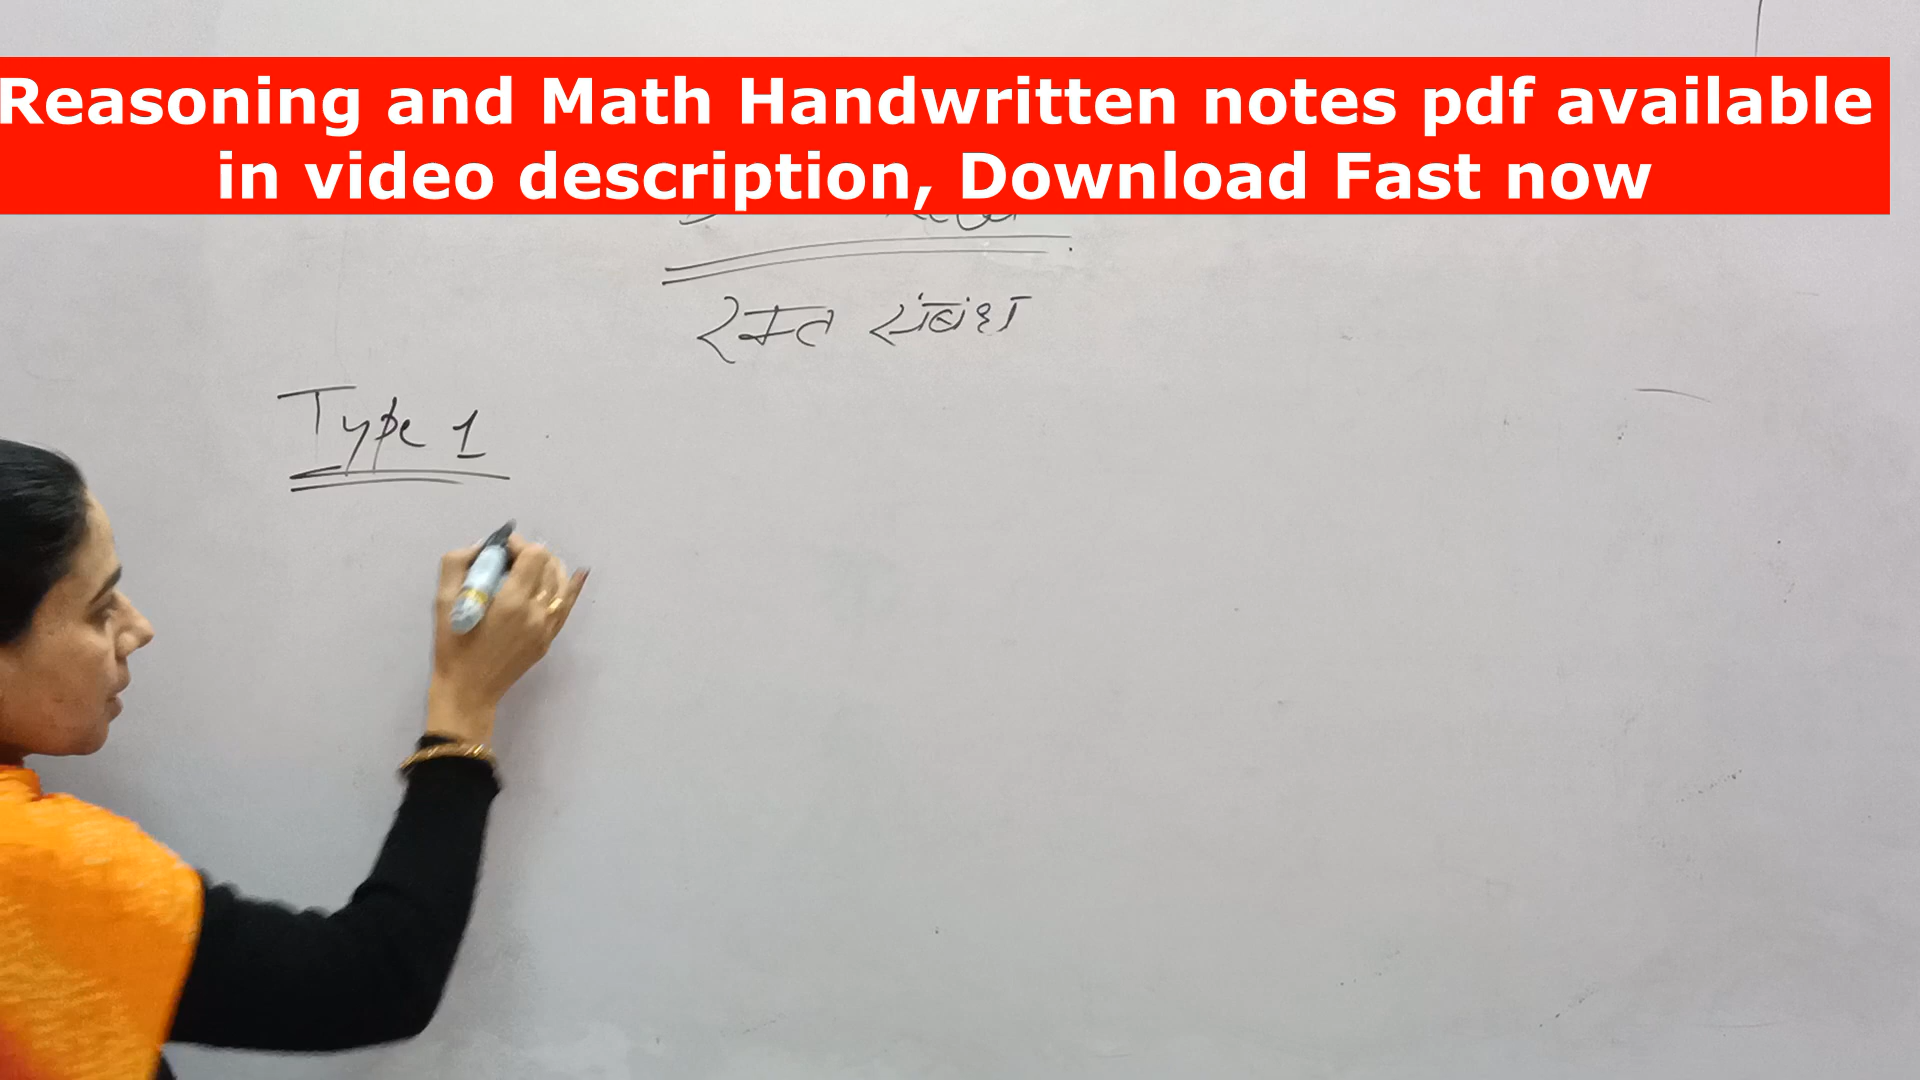 Reasoning and Math Handwritten notes pdf available
in video description, Download Fast now
रक्त संबंध
Type 1